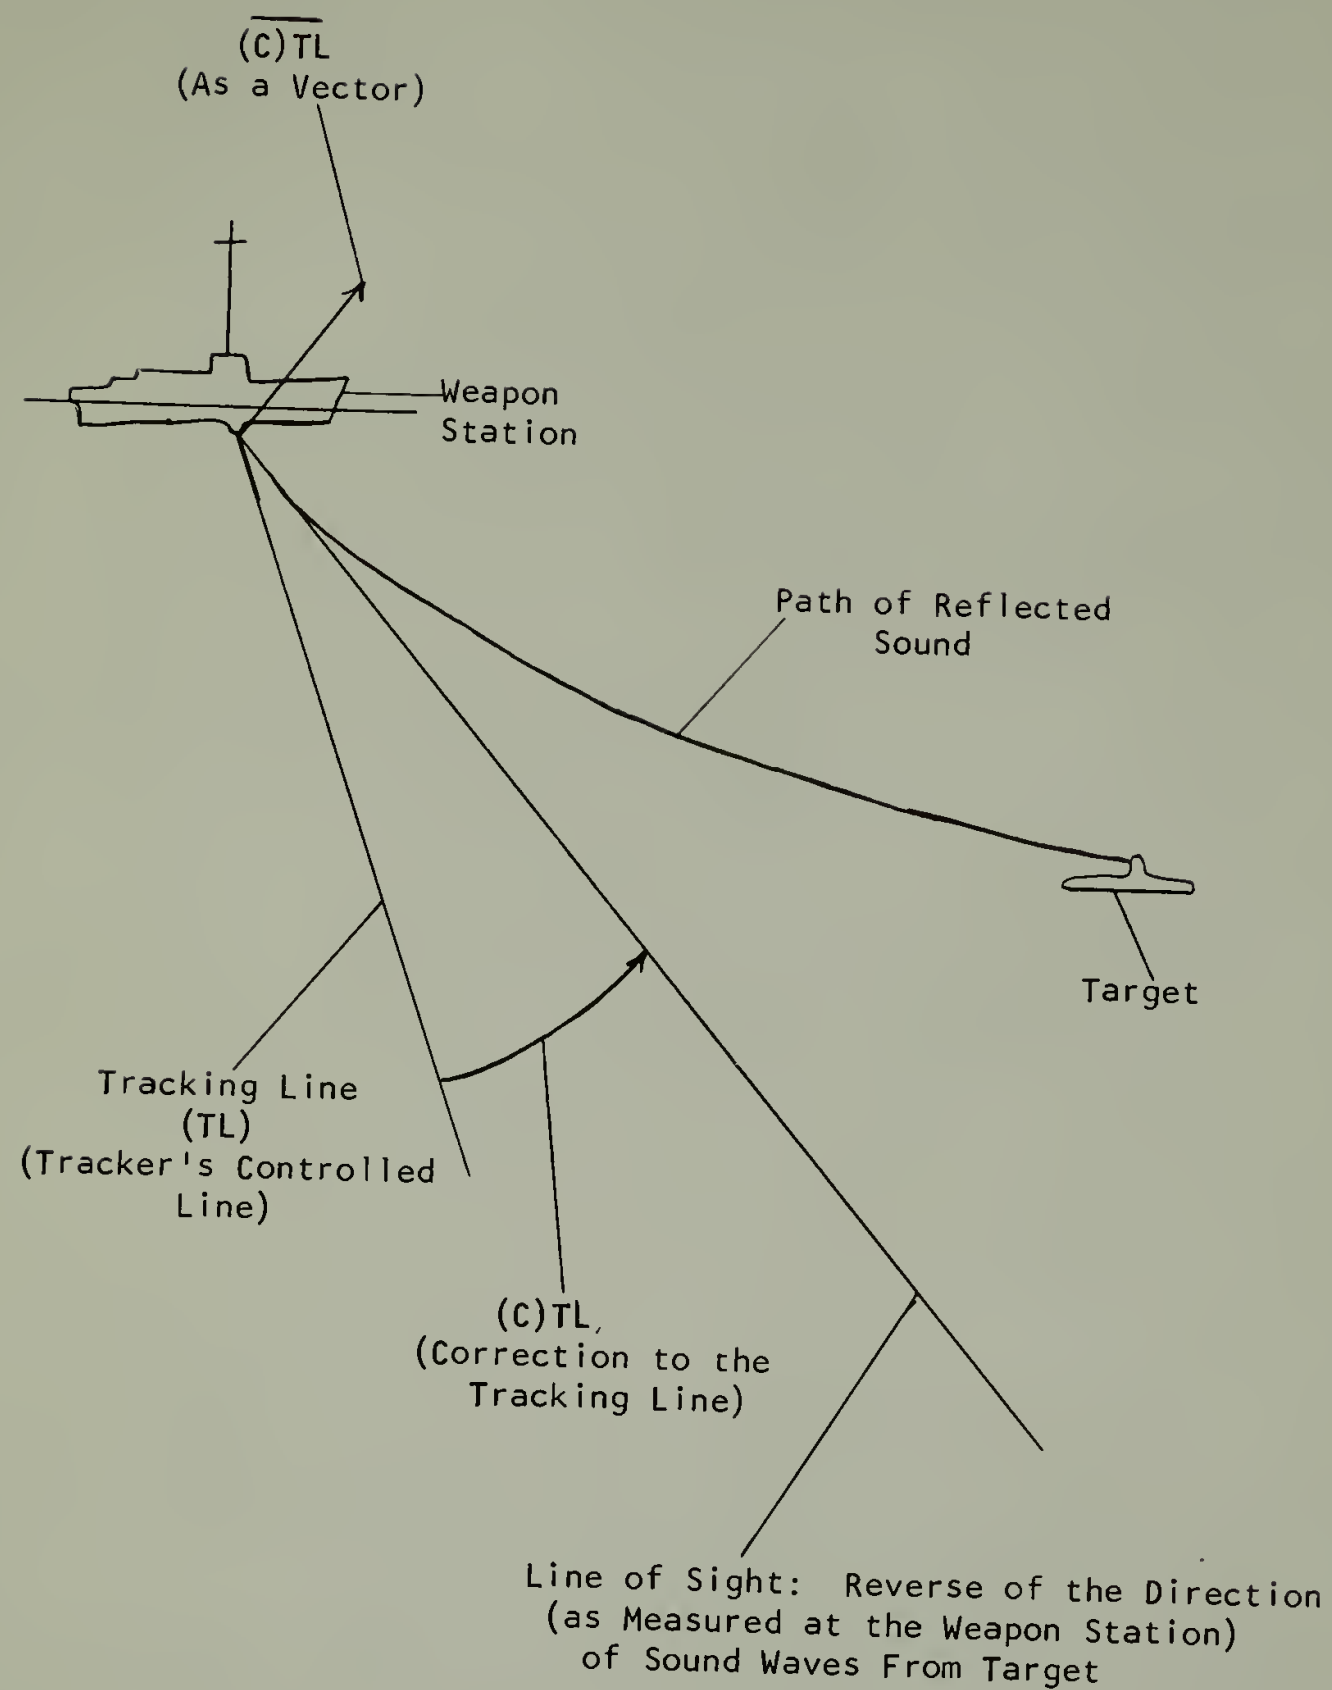 (C)TL
(As a Vector)
Weapon
Station
Path of Reflected
Sound
Target
Tracking Line
(TL)
(Tracker's Controlled
Line)
(C)TL,
(Correction to the
Tracking Line)
Line of Sight: Reverse of the Direction
(as Measured at the Weapon Station)
of Sound Waves From Target